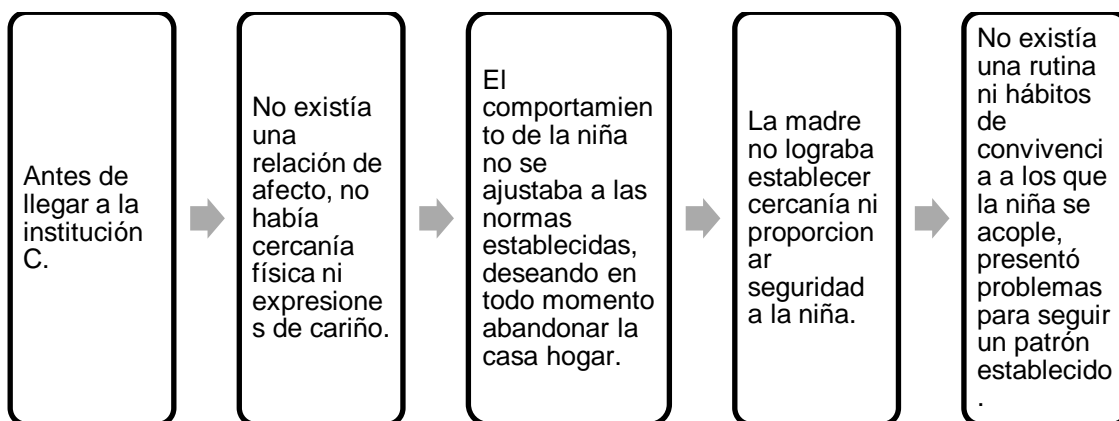 Antes de
llegar a la
institución
C.
No existía
una
relación de
afecto, no
había
cercanía
física ni
expresione
s de cariño.
El
comportamien
to de la niña
no se
ajustaba a las
normas
establecidas,
deseando en
todo momento
abandonar la
casa hogar.
La madre
no lograba
establecer
cercanía ni
proporcion
ar
seguridad
a la niña.
No existía
una rutina
ni hábitos
de
convivenci
a a los que
la niña se
acople,
presentó
problemas
para seguir
un patrón
establecido
.